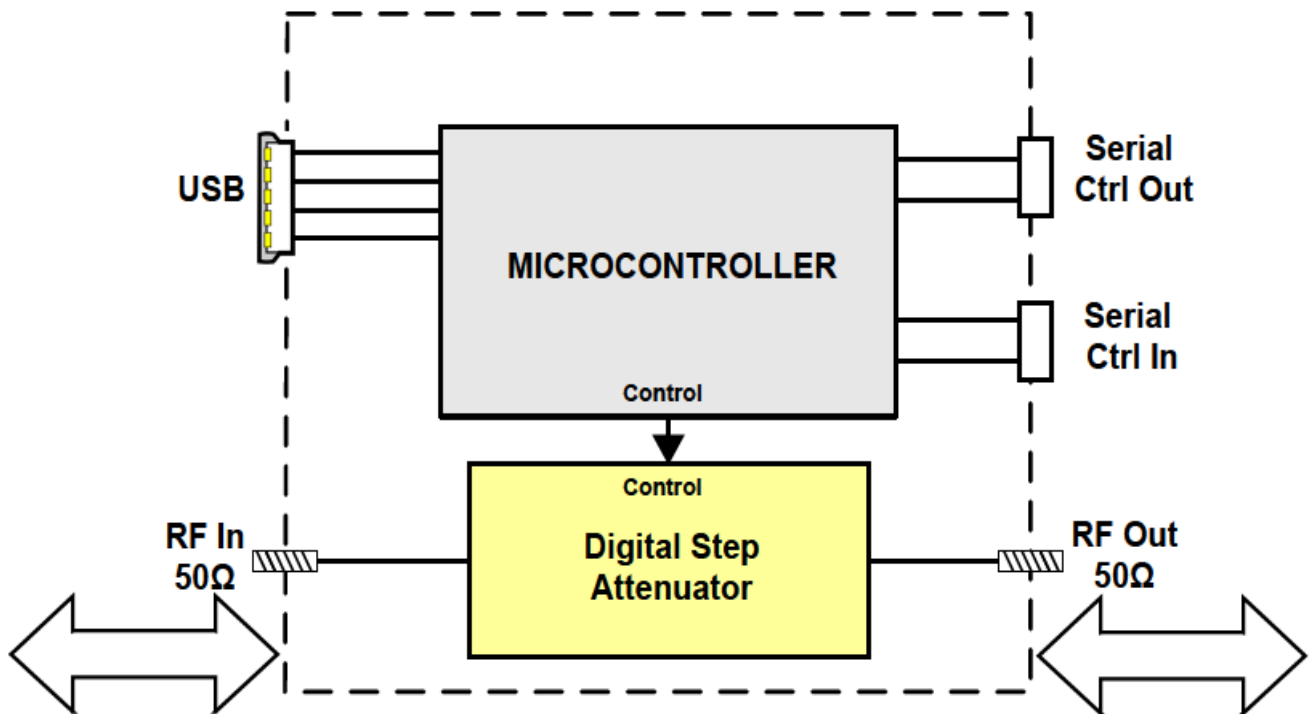 USB
MICROCONTROLLER
Serial
Ctrl Out
Serial
Ctrl In
Control
Control
Digital Step
Attenuator
RF In
50Ω
RF Out
50Ω